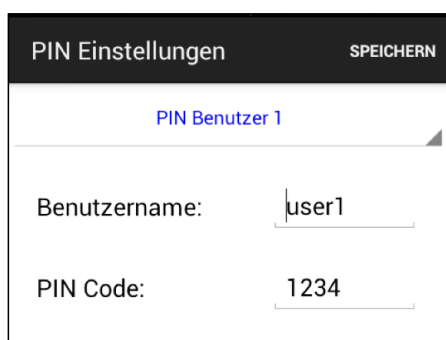 PIN Einstellungen SPEICHERN
PIN Benutzer 1
Benutzername: user1
PIN Code: 1234